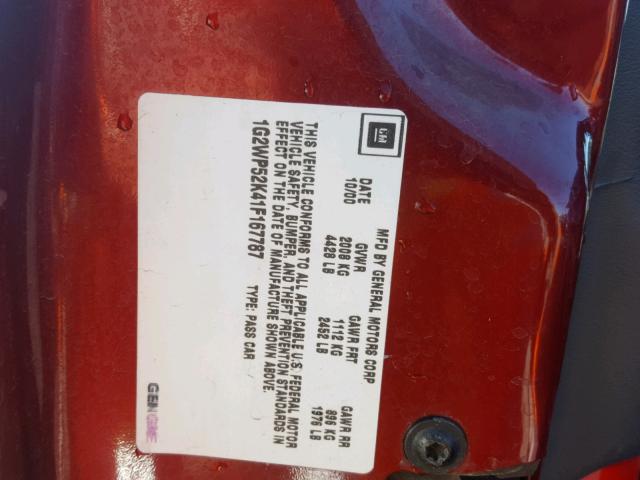 GM
MFD BY GENERAL MOTORS CORP
DATE GVWR GAWR FRT GAWR RR
10/00 2008 KG 1112 KG 896 KG
4428 LB 2452 LB 1976 LB
THIS VEHICLE CONFORMS TO ALL APPLICABLE U.S. FEDERAL MOTOR
VEHICLE SAFETY, BUMPER, AND THEFT PREVENTION STANDARDS IN
EFFECT ON THE DATE OF MANUFACTURE SHOWN ABOVE.
1G2WP52K41F167787 TYPE: PASS CAR